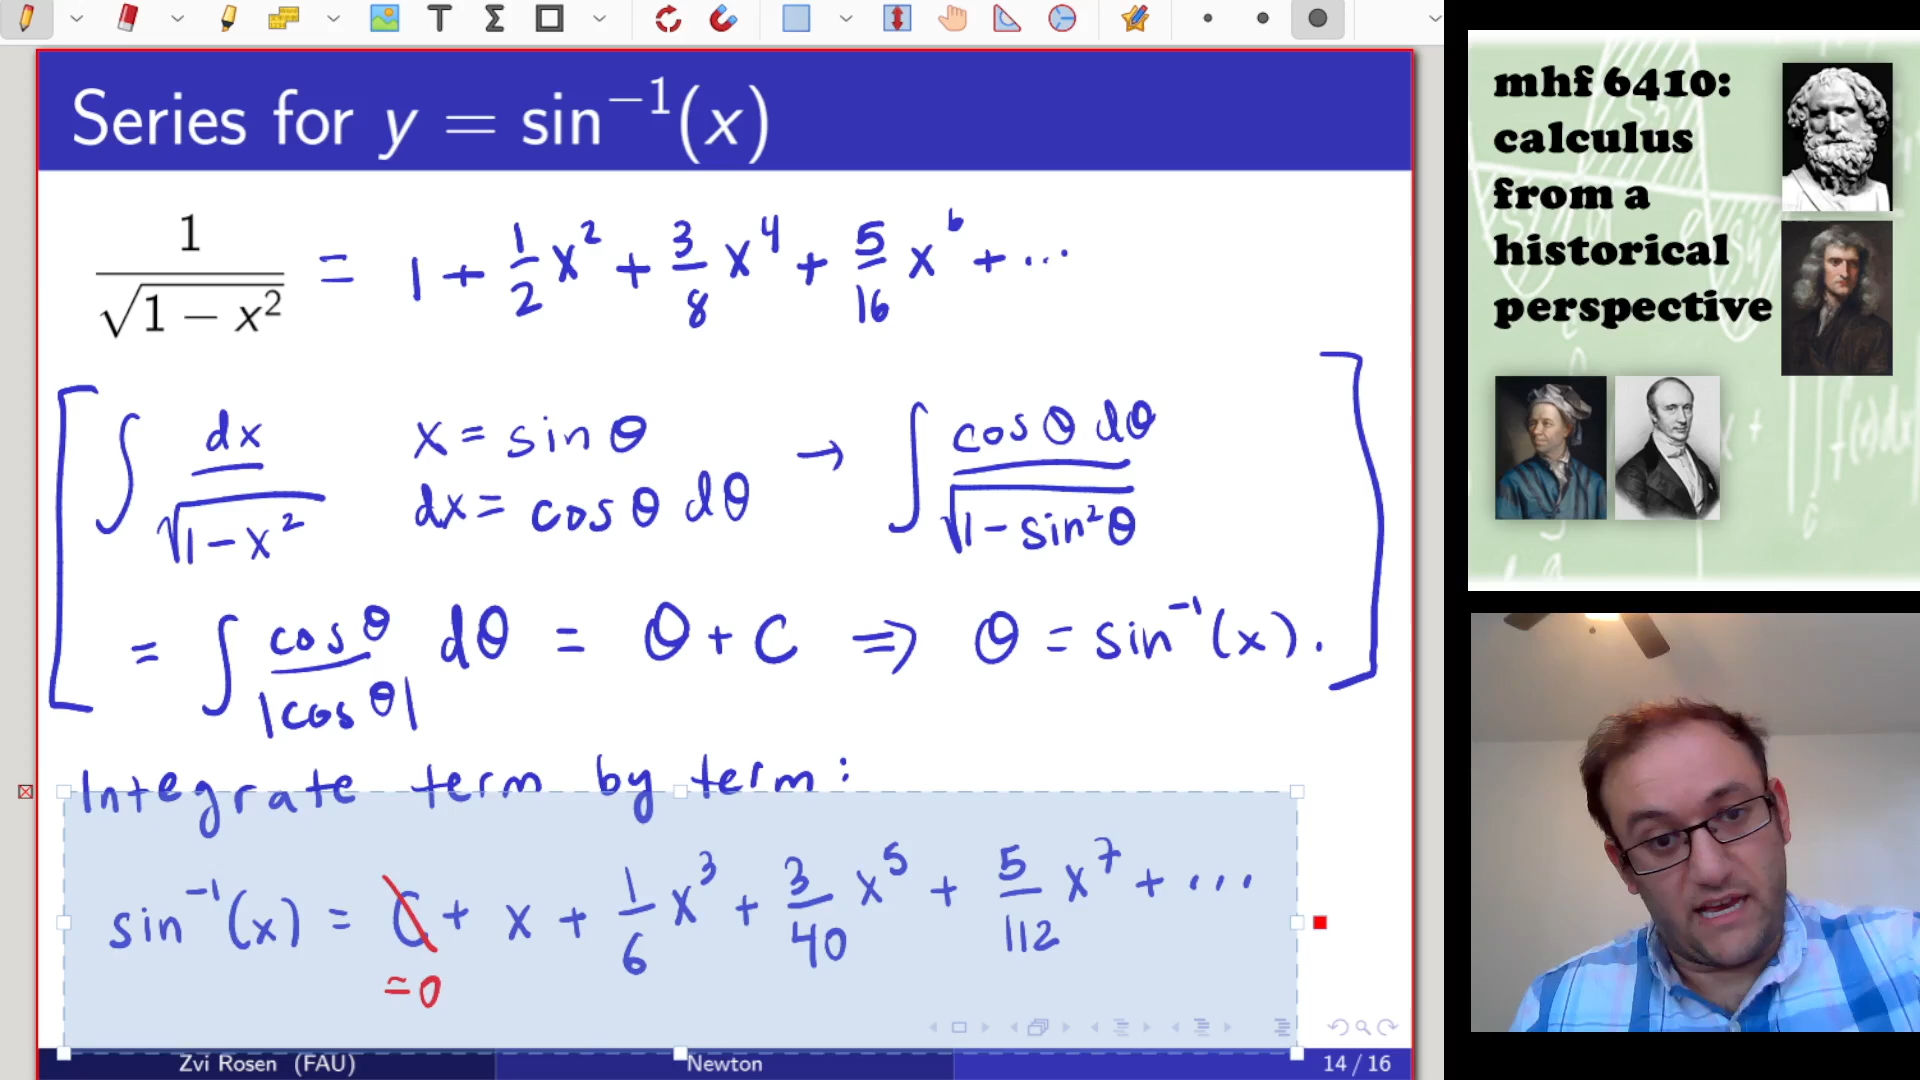 Series for y = sin⁻¹(x)
1/√(1 − x²) = 1 + 1/2 x² + 3/8 x⁴ + 5/16 x⁶ + ...
∫ dx/√(1−x²)   x = sin θ   → ∫ cos θ dθ/√(1−sin²θ)
dx = cos θ dθ
= ∫ cos θ/|cos θ| dθ = θ + C ⇒ θ = sin⁻¹(x).
Integrate term by term:
sin⁻¹(x) = C + x + 1/6 x³ + 3/40 x⁵ + 5/112 x⁷ + ...
=0
Zvi Rosen (FAU)   Newton   14 / 16
mhf 6410:
calculus
from a
historical
perspective